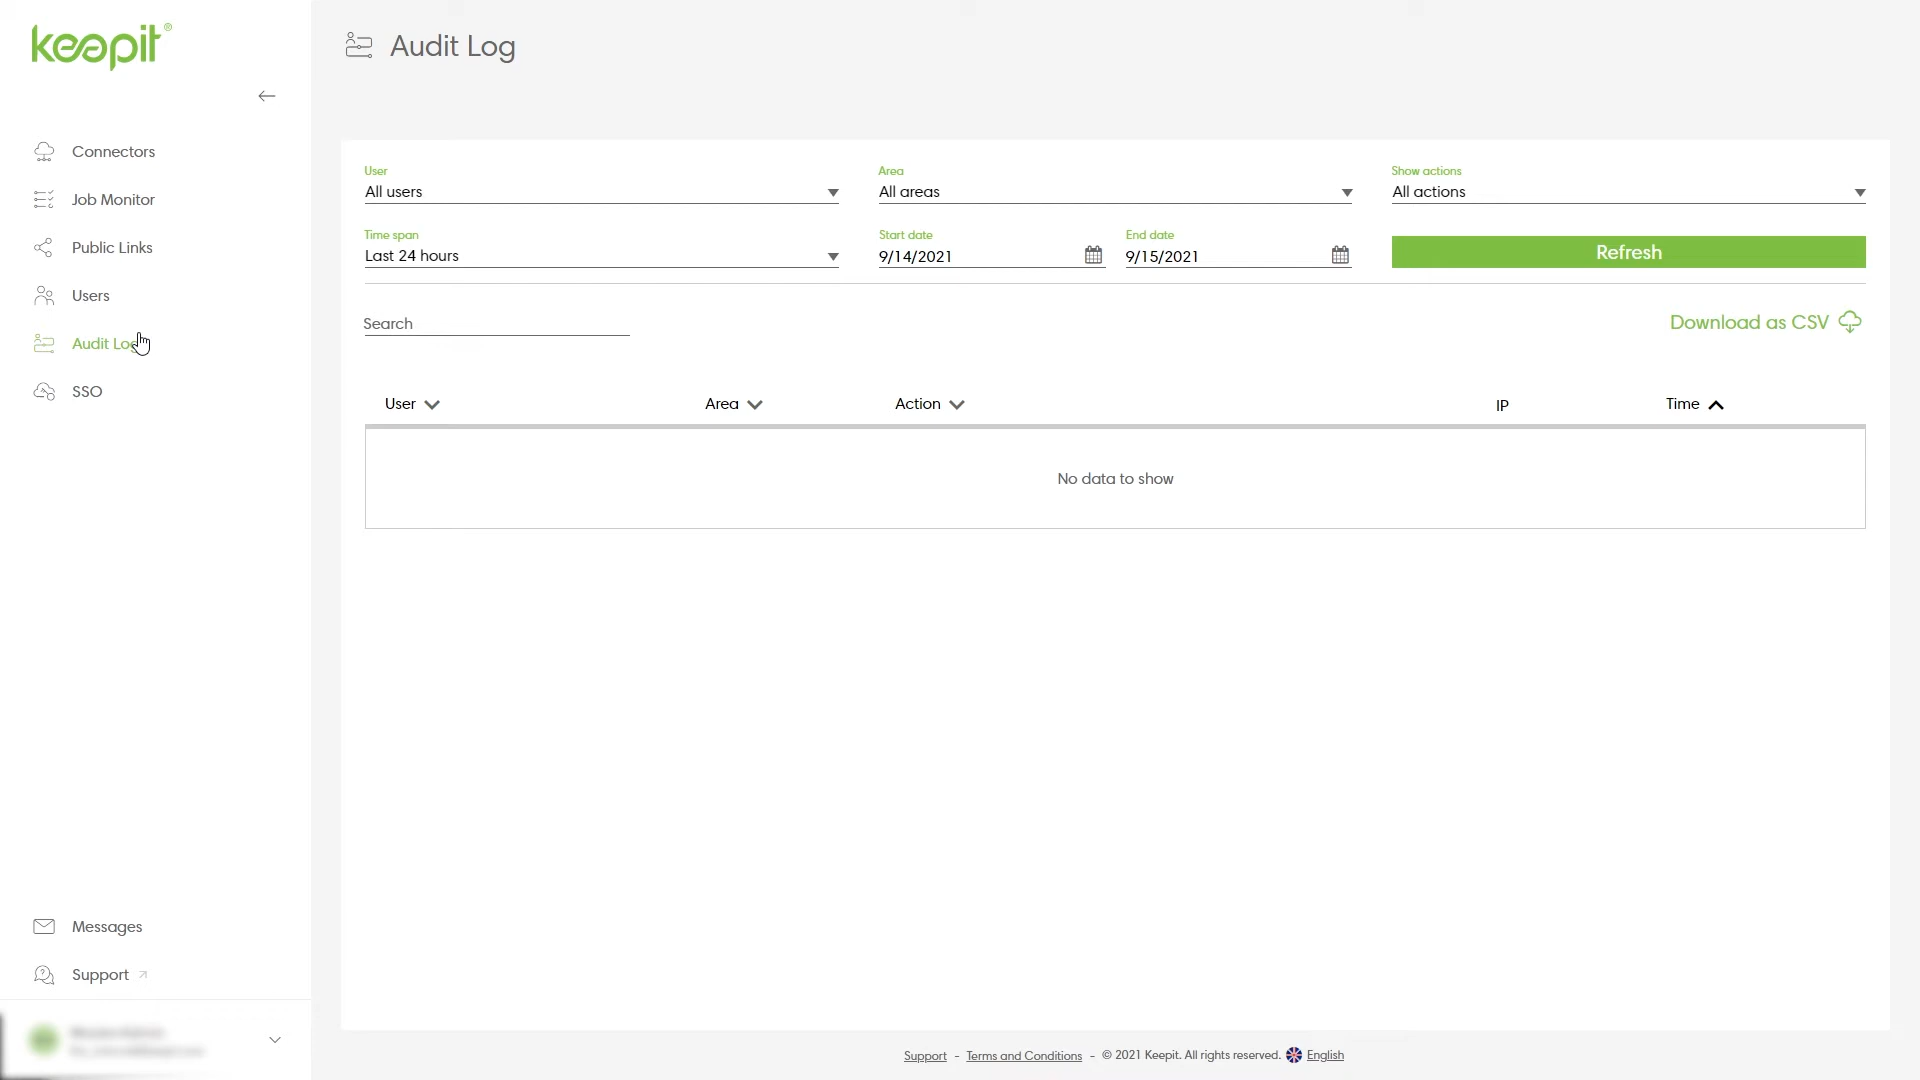 keepit®
Audit Log
Connectors
Job Monitor
Public Links
Users
Audit Log
SSO
User
All users
Area
All areas
Show actions
All actions
Time span
Last 24 hours
Start date
9/14/2021
End date
9/15/2021
Refresh
Search
Download as CSV
User
Area
Action
IP
Time
No data to show
Messages
Support
Support - Terms and Conditions - © 2021 Keepit. All rights reserved. English